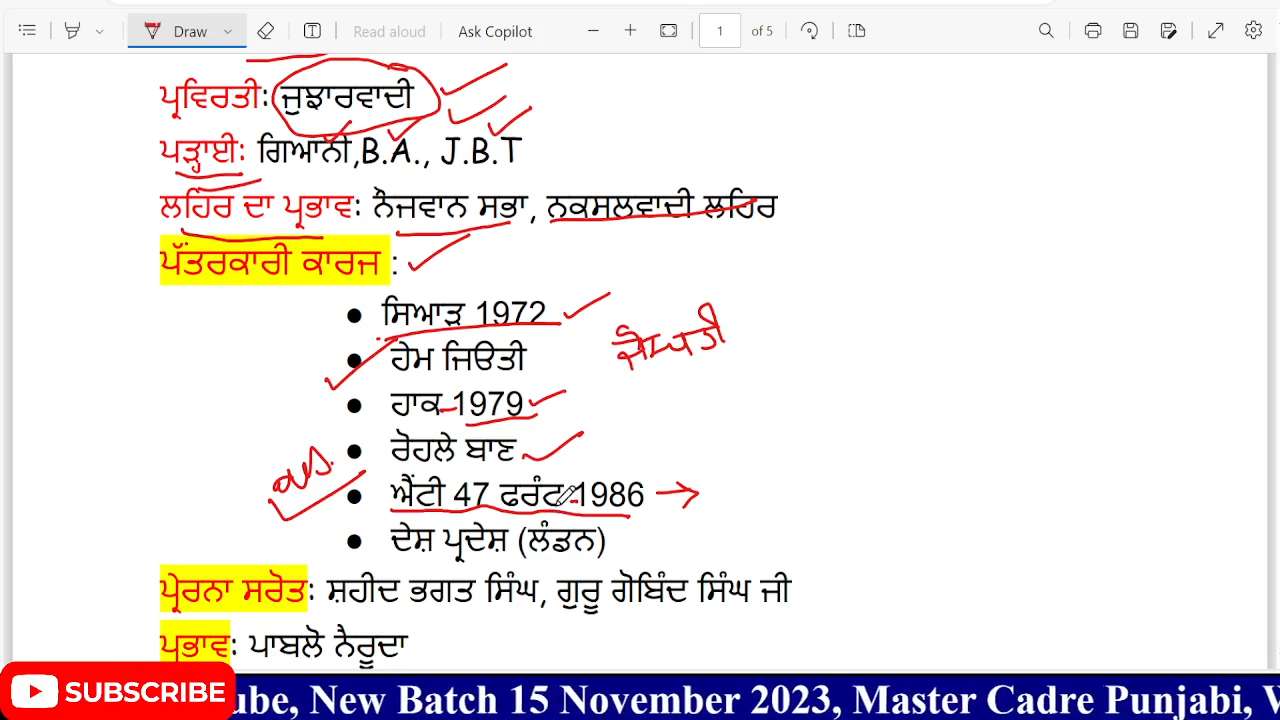 Draw
Read aloud
Ask Copilot
1 of 5
ਪ੍ਰਵਿਰਤੀ: ਜੁਝਾਰਵਾਦੀ
ਪੜ੍ਹਾਈ: ਗਿਆਨੀ,B.A., J.B.T
ਲਹਿਰ ਦਾ ਪ੍ਰਭਾਵ: ਨੌਜਵਾਨ ਸਭਾ, ਨਕਸਲਵਾਦੀ ਲਹਿਰ
ਪੱਤਰਕਾਰੀ ਕਾਰਜ :
● ਸਿਆੜ 1972
● ਹੇਮ ਜਿਓਤੀ
● ਹਾਕ 1979
● ਰੋਹਲੇ ਬਾਣ
● ਐਂਟੀ 47 ਫਰੰਟ-1986
● ਦੇਸ਼ ਪ੍ਰਦੇਸ਼ (ਲੰਡਨ)
ਪ੍ਰੇਰਨਾ ਸਰੋਤ: ਸ਼ਹੀਦ ਭਗਤ ਸਿੰਘ, ਗੁਰੂ ਗੋਬਿੰਦ ਸਿੰਘ ਜੀ
ਪ੍ਰਭਾਵ: ਪਾਬਲੋ ਨੈਰੂਦਾ
SUBSCRIBE
ube, New Batch 15 November 2023, Master Cadre Punjabi, W